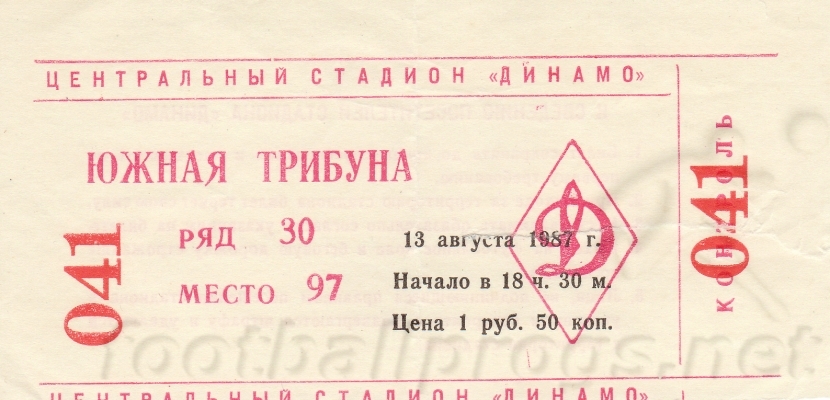 ЦЕНТРАЛЬНЫЙ СТАДИОН «ДИНАМО»
ЮЖНАЯ ТРИБУНА
РЯД 30
МЕСТО 97
041
Д
13 августа 1987 г.
Начало в 18 ч. 30 м.
Цена 1 руб. 50 коп.
КОНТРОЛЬ
041
footballprogs.net
ЦЕНТРАЛЬНЫЙ СТАДИОН «ДИНАМО»